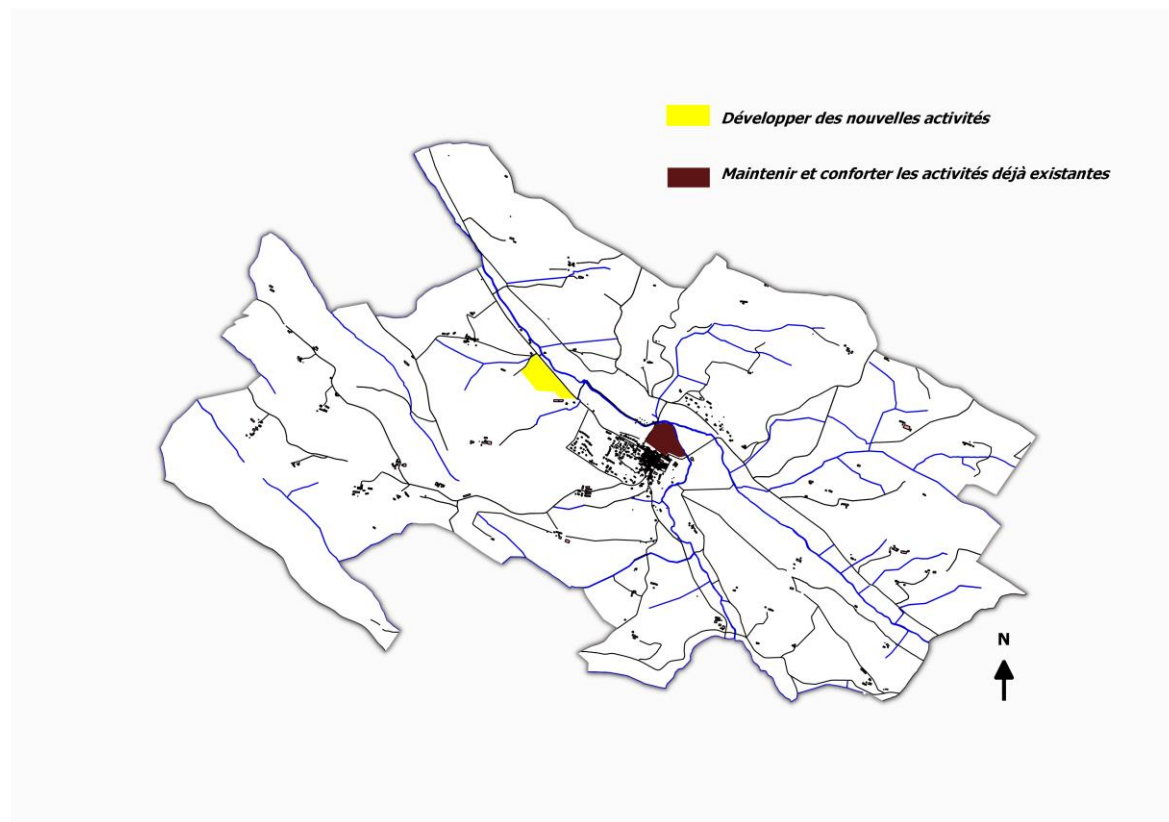 Développer des nouvelles activités
Maintenir et conforter les activités déjà existantes
N